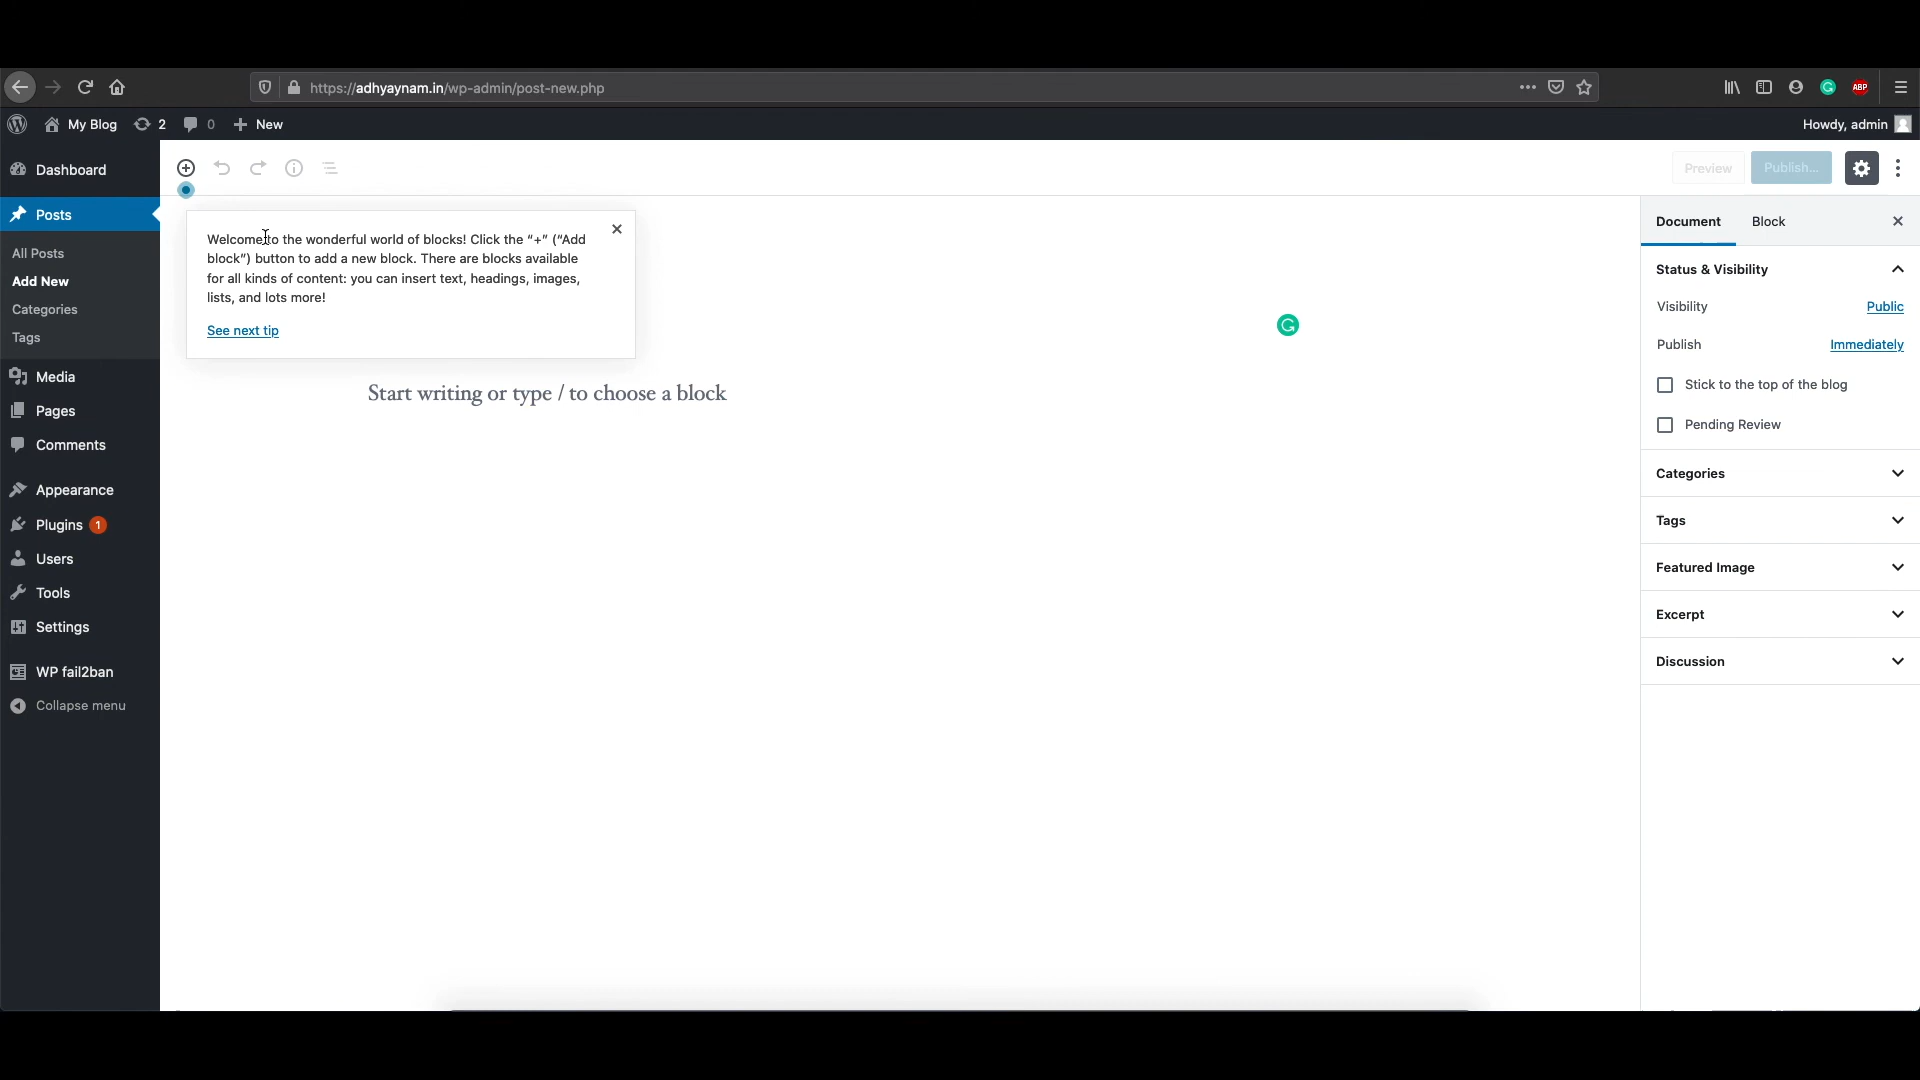 https://adhyaynam.in/wp-admin/post-new.php
ABP
My Blog
2
0
New
Howdy, admin
Dashboard
Posts
All Posts
Add New
Categories
Tags
Media
Pages
Comments
Appearance
Plugins 1
Users
Tools
Settings
WP fail2ban
Collapse menu
Preview
Publish...
Welcome to the wonderful world of blocks! Click the “+” (“Add
block”) button to add a new block. There are blocks available
for all kinds of content: you can insert text, headings, images,
lists, and lots more!
See next tip
Start writing or type / to choose a block
Document
Block
Status & Visibility
Visibility
Public
Publish
Immediately
Stick to the top of the blog
Pending Review
Categories
Tags
Featured Image
Excerpt
Discussion